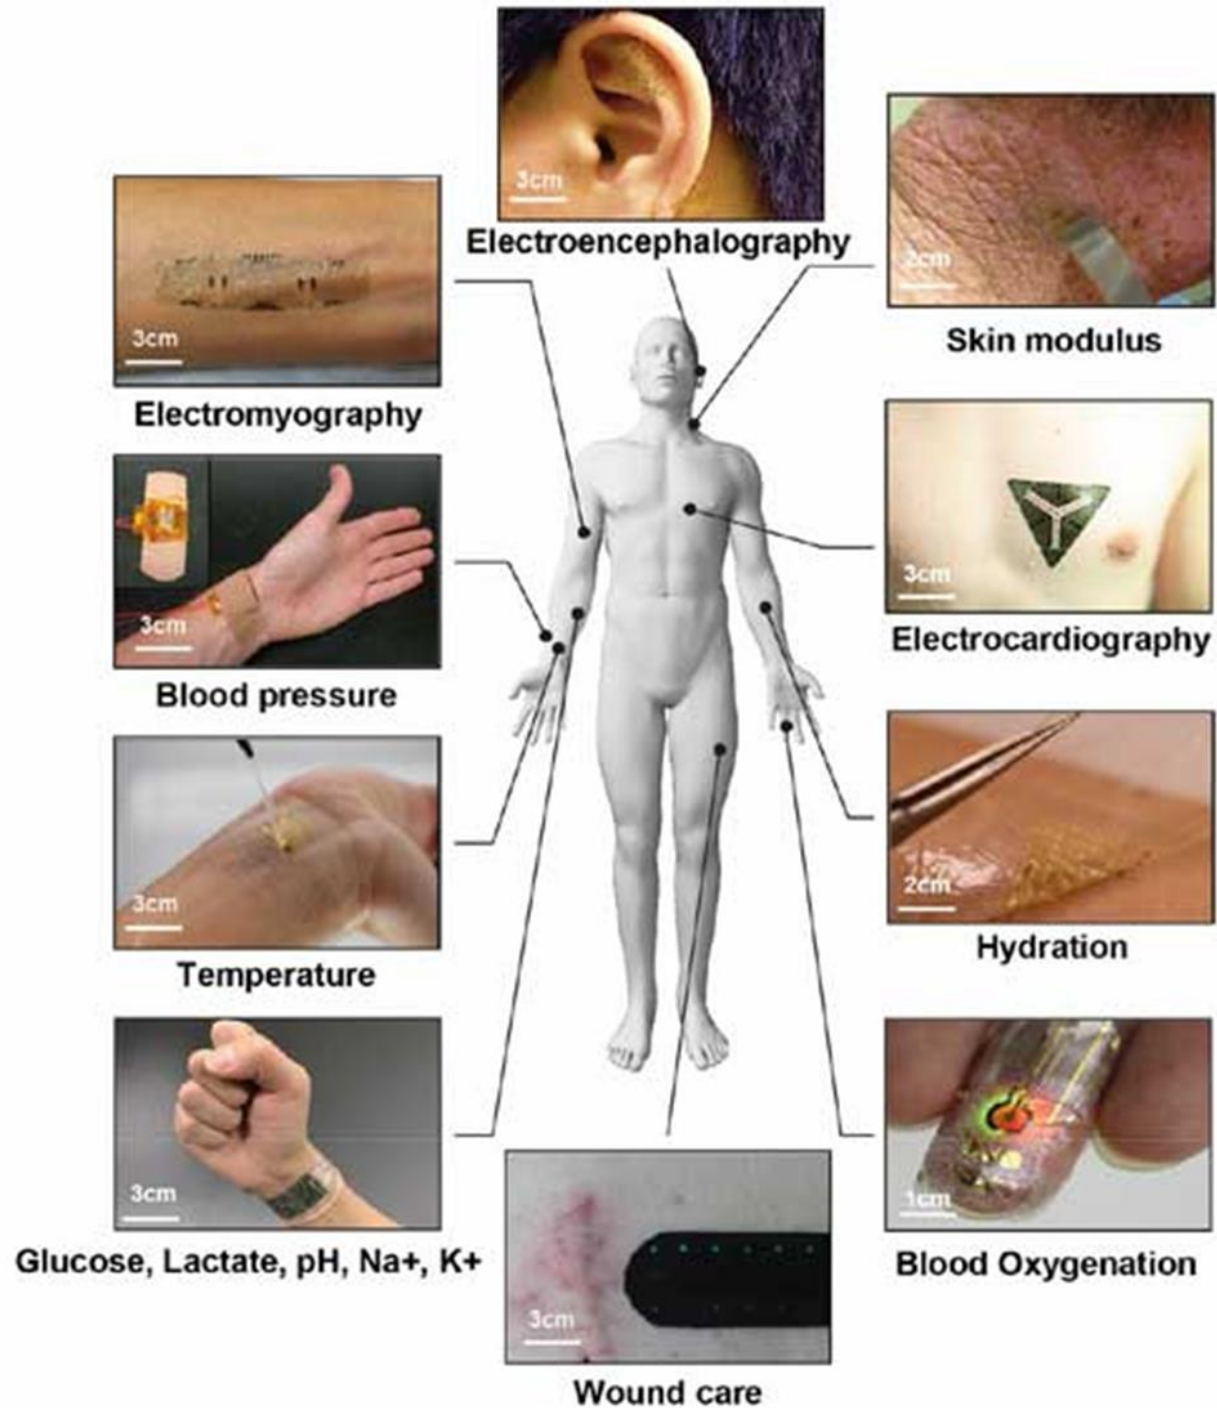 3cm
Electroencephalography
2cm
Skin modulus
3cm
Electromyography
3cm
Electrocardiography
3cm
Blood pressure
2cm
Hydration
3cm
Temperature
3cm
Glucose, Lactate, pH, Na+, K+
1cm
Blood Oxygenation
3cm
Wound care